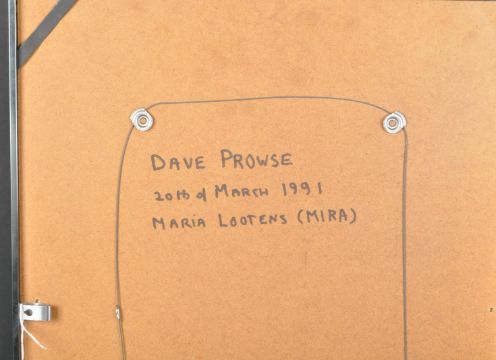 DAVE PROWSE
20th of MARCH 1991
MARIA LOOTENS (MIRA)